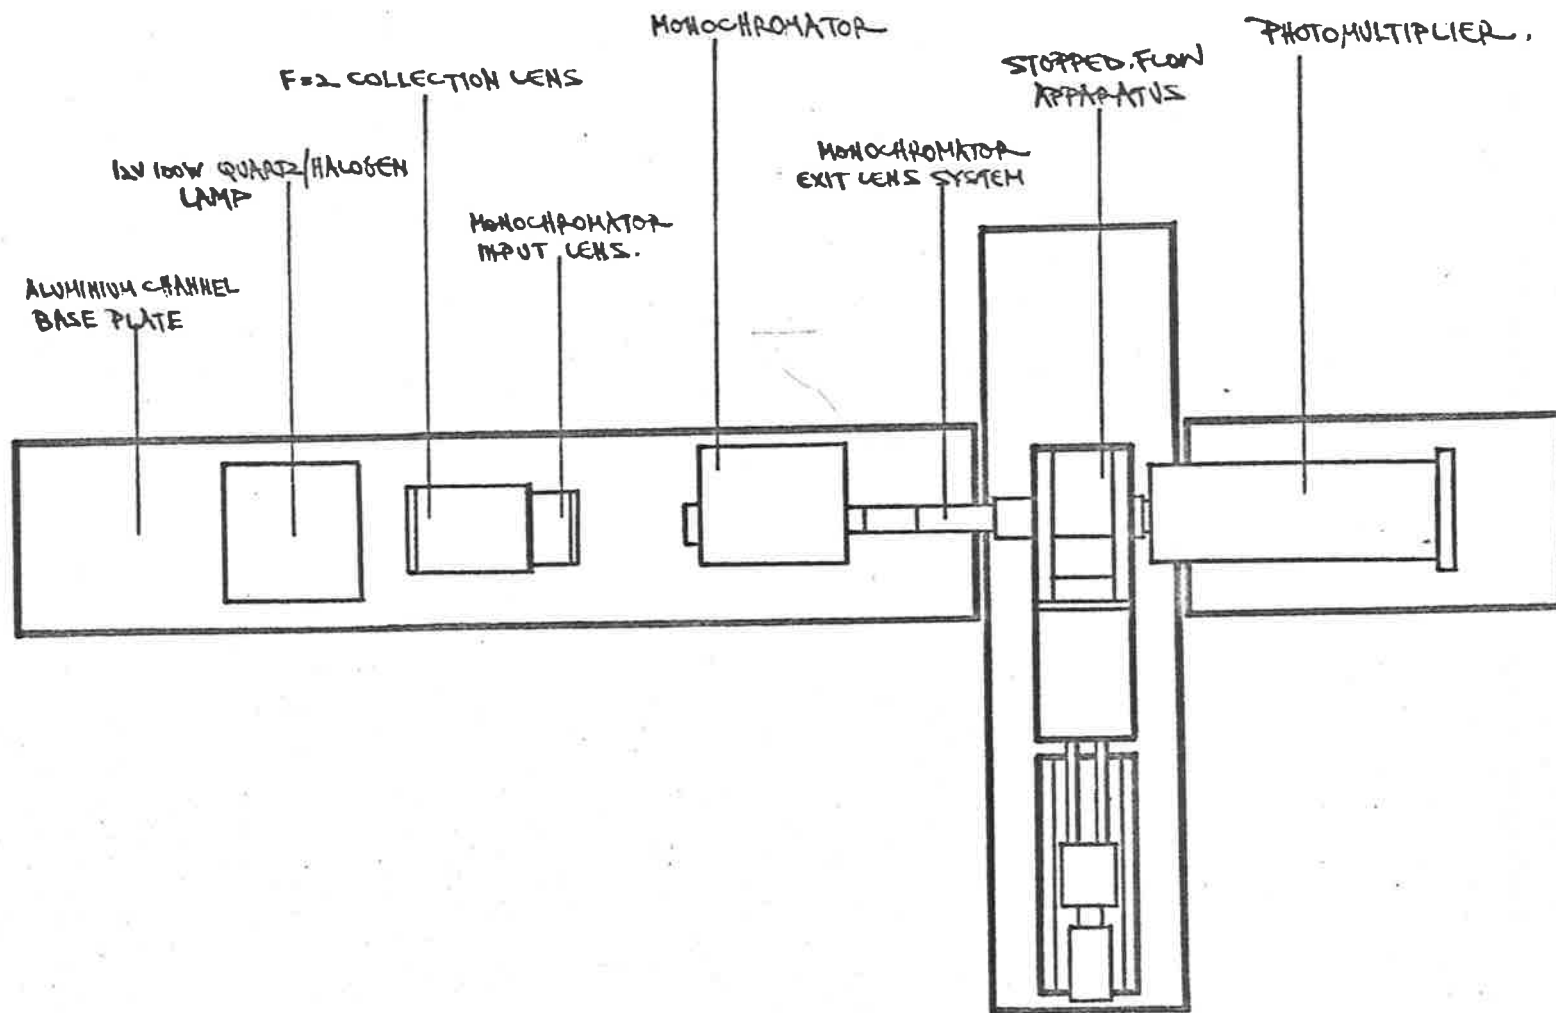 MONOCHROMATOR
PHOTOMULTIPLIER.
STOPPED.FLOW
APPARATUS
F=2 COLLECTION LENS
12V 100W QUARTZ/HALOGEN
LAMP
MONOCHROMATOR
EXIT LENS SYSTEM
MONOCHROMATOR
INPUT LENS.
ALUMINIUM CHANNEL
BASE PLATE